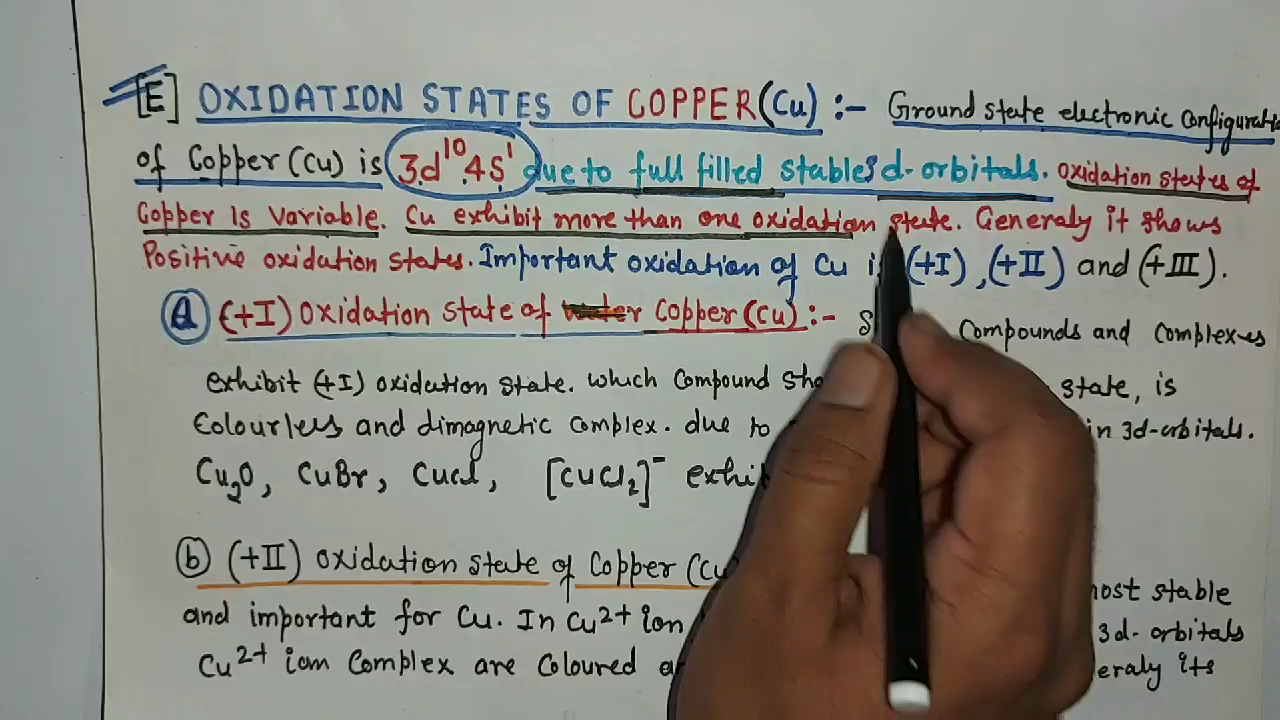 [E] OXIDATION STATES OF COPPER(Cu) :- Ground state electronic Configurati
of Copper(Cu) is 3d¹⁰.4S¹ due to full filled stable d-orbitals. Oxidation states of
Copper is variable. Cu exhibit more than one oxidation state. Generaly it shows
Positive oxidation states. Important oxidation of Cu is (+I), (+II) and (+III).
(a) (+I) Oxidation state of Copper(Cu) :- Compounds and complexes
exhibit (+I) oxidation state. which Compound state, is
Colourless and dimagnetic complex. due to in 3d-orbitals.
Cu₂O, CuBr, CuCl, [CuCl₂]⁻
(b) (+II) oxidation state of Copper (Cu most stable
and important for Cu. In Cu²⁺ ion 3d-orbitals
Cu²⁺ iom Complex are Coloured its